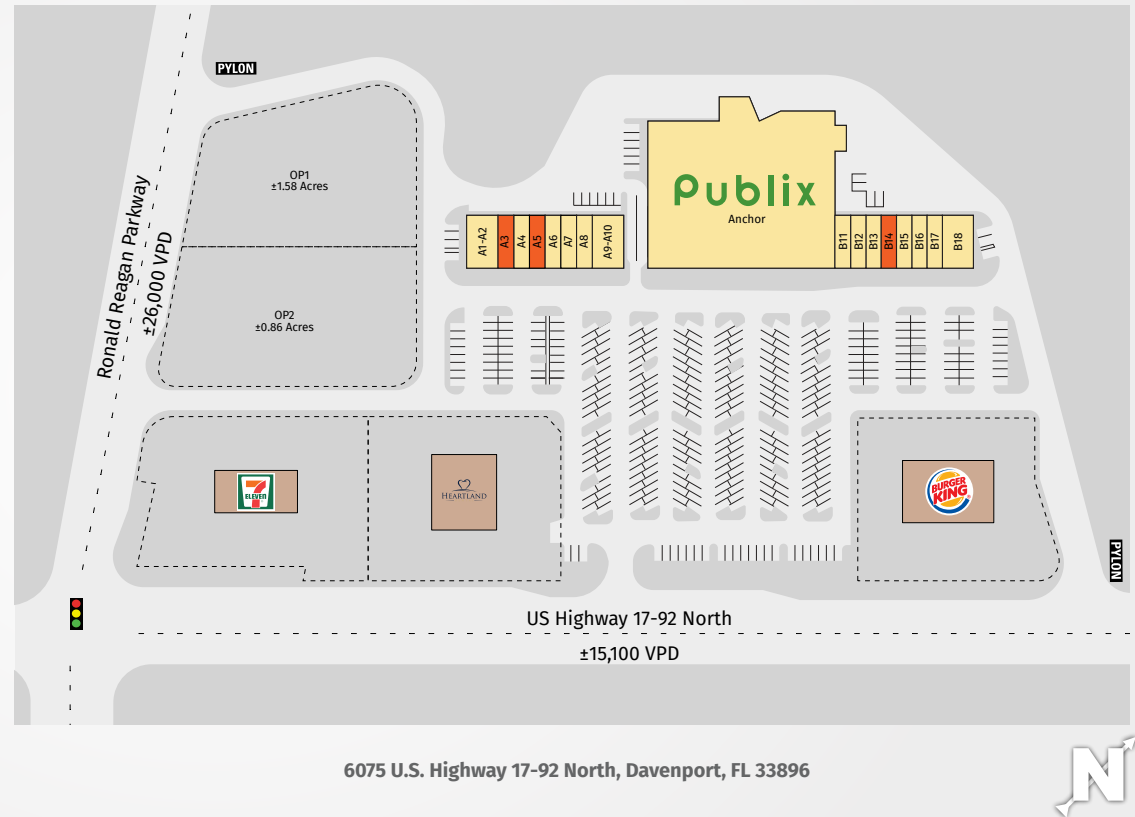 PYLON
OP1
±1.58 Acres
OP2
±0.86 Acres
Ronald Reagan Parkway
±26,000 VPD
A1-A2
A3
A4
A5
A6
A7
A8
A9-A10
Publix
Anchor
B11
B12
B13
B14
B15
B16
B17
B18
7
ELEVEN
HEARTLAND
BURGER
KING
PYLON
US Highway 17-92 North
±15,100 VPD
6075 U.S. Highway 17-92 North, Davenport, FL 33896
N